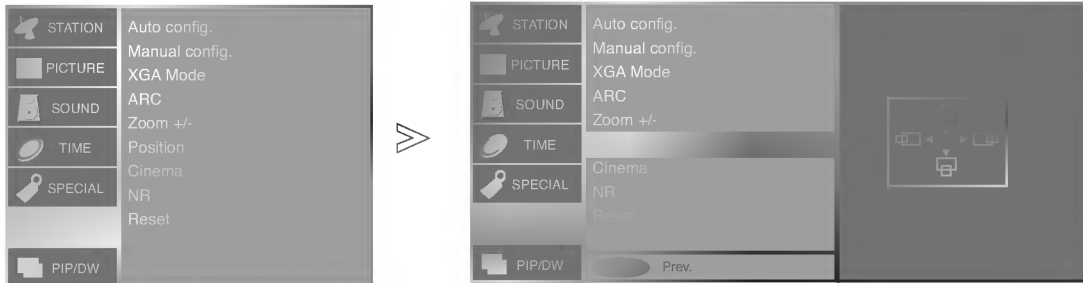 STATION
PICTURE
SOUND
TIME
SPECIAL
PIP/DW
Auto config.
Manual config.
XGA Mode
ARC
Zoom +/-
Position
Cinema
NR
Reset
STATION
PICTURE
SOUND
TIME
SPECIAL
PIP/DW
Auto config.
Manual config.
XGA Mode
ARC
Zoom +/-
Cinema
NR
Reset
Prev.